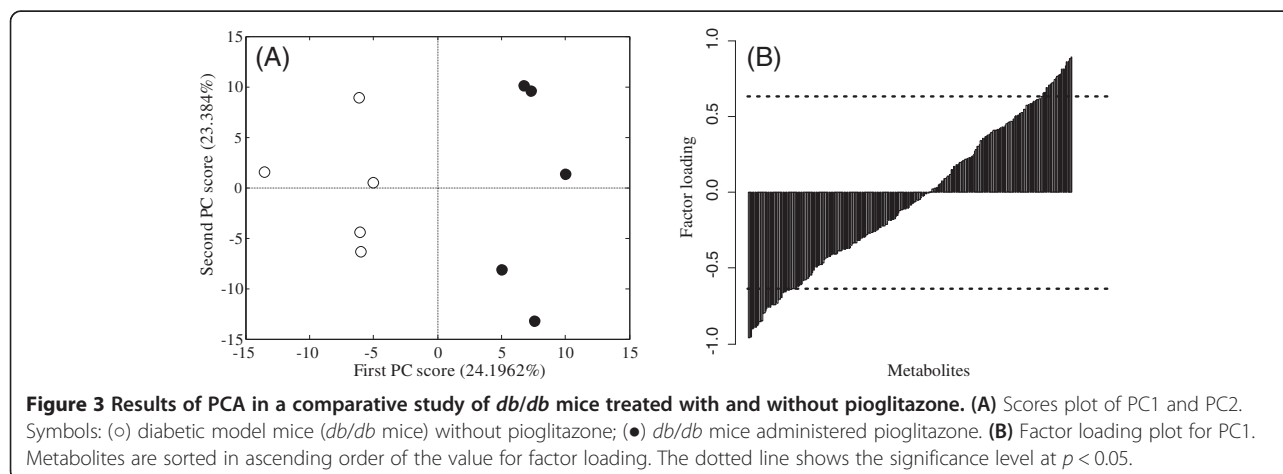 (A)
15
10
5
0
-5
-10
-15
Second PC score (23.384%)
-15 -10 -5 0 5 10 15
First PC score (24.1962%)
(B)
1.0
0.5
0.0
-0.5
-1.0
Factor loading
Metabolites
Figure 3 Results of PCA in a comparative study of db/db mice treated with and without pioglitazone. (A) Scores plot of PC1 and PC2.
Symbols: (○) diabetic model mice (db/db mice) without pioglitazone; (●) db/db mice administered pioglitazone. (B) Factor loading plot for PC1.
Metabolites are sorted in ascending order of the value for factor loading. The dotted line shows the significance level at p < 0.05.